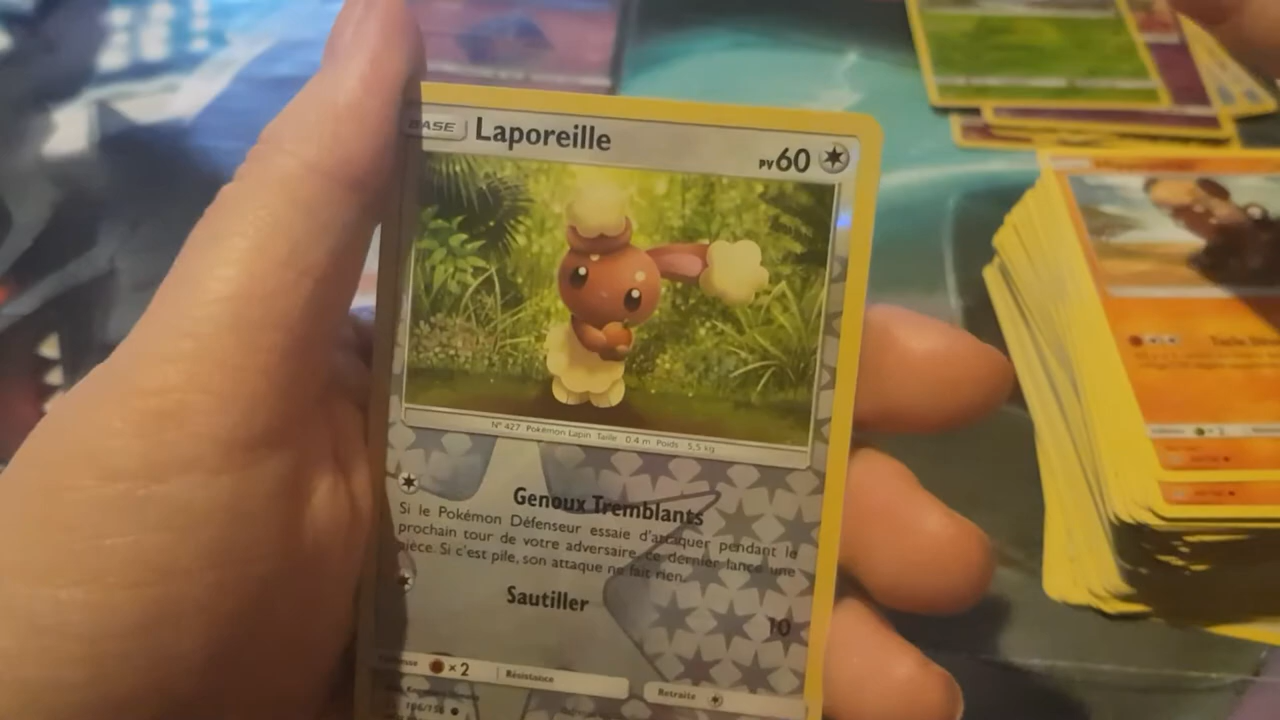 BASE Laporeille PV60
N° 427 Pokémon Lapin Taille : 0.4 m Poids : 5,5 kg
Genoux Tremblants
Si le Pokémon Défenseur essaie d'attaquer pendant le
prochain tour de votre adversaire, ce dernier lance une
pièce. Si c'est pile, son attaque ne fait rien.
Sautiller 10
×2 Résistance Retraite
106/156